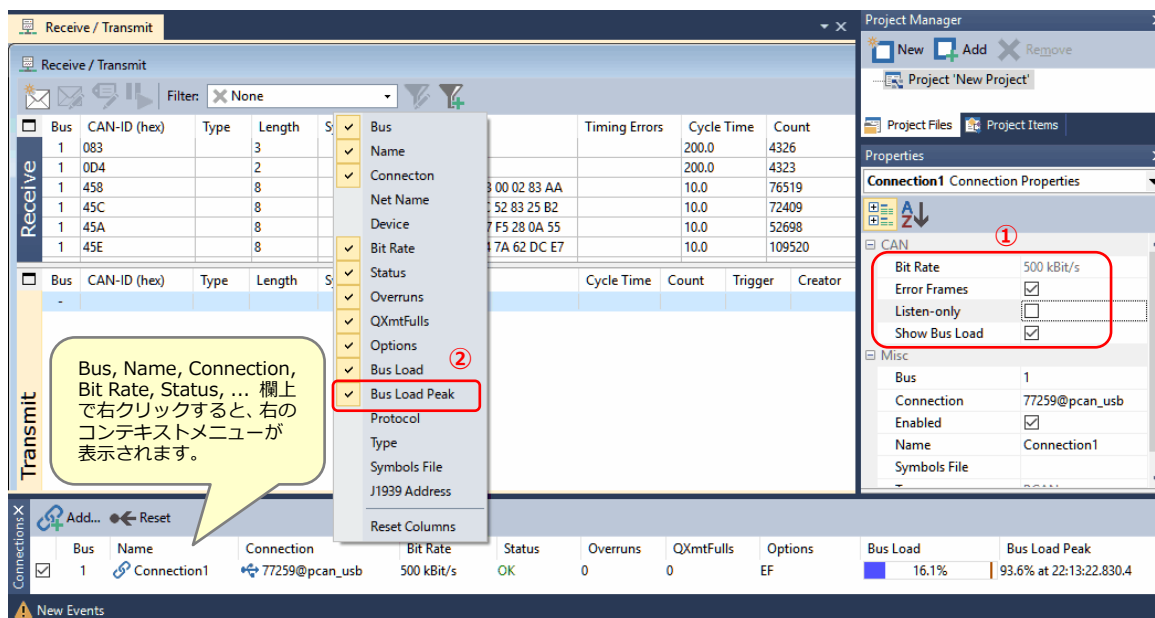 Receive / Transmit
Receive / Transmit
Filter: None
Bus CAN-ID (hex) Type Length Timing Errors Cycle Time Count
Receive
1 083 3 200.0 4326
1 0D4 2 200.0 4323
1 458 8 00 02 83 AA 10.0 76519
1 45C 8 52 83 25 B2 10.0 72409
1 45A 8 F5 28 0A 55 10.0 52698
1 45E 8 7A 62 DC E7 10.0 109520
Bus CAN-ID (hex) Type Length Cycle Time Count Trigger Creator
-
Transmit
Bus
Name
Connecton
Net Name
Device
Bit Rate
Status
Overruns
QXmtFulls
Options
Bus Load
②
Bus Load Peak
Protocol
Type
Symbols File
J1939 Address
Reset Columns
Bus, Name, Connection,
Bit Rate, Status, ... 欄上
で右クリックすると、右の
コンテキストメニューが
表示されます。
Project Manager
New Add Remove
Project 'New Project'
Project Files Project Items
Properties
Connection1 Connection Properties
①
CAN
Bit Rate 500 kBit/s
Error Frames
Listen-only
Show Bus Load
Misc
Bus 1
Connection 77259@pcan_usb
Enabled
Name Connection1
Symbols File
Connections
Add... Reset
Bus Name Connection Bit Rate Status Overruns QXmtFulls Options Bus Load Bus Load Peak
1 Connection1 77259@pcan_usb 500 kBit/s OK 0 0 EF 16.1% 93.6% at 22:13:22.830.4
New Events